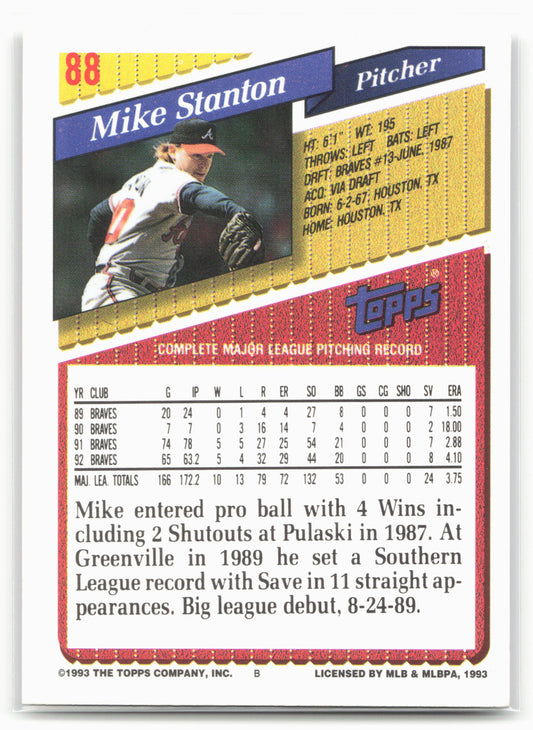 88
Mike Stanton
Pitcher
HT: 6'1" WT: 195
THROWS: LEFT BATS: LEFT
DRFT: BRAVES #13-JUNE, 1987
ACQ: VIA DRAFT
BORN: 6-2-67, HOUSTON, TX
HOME: HOUSTON, TX
Topps®
COMPLETE MAJOR LEAGUE PITCHING RECORD
YR CLUB G IP W L R ER SO BB GS CG SHO SV ERA
89 BRAVES 20 24 0 1 4 4 27 8 0 0 0 7 1.50
90 BRAVES 7 7 0 3 16 14 7 4 0 0 0 2 18.00
91 BRAVES 74 78 5 5 27 25 54 21 0 0 0 7 2.88
92 BRAVES 65 63.2 5 4 32 29 44 20 0 0 0 8 4.10
MAJ. LEA. TOTALS 166 172.2 10 13 79 72 132 53 0 0 0 24 3.75
Mike entered pro ball with 4 Wins in-
cluding 2 Shutouts at Pulaski in 1987. At
Greenville in 1989 he set a Southern
League record with Save in 11 straight ap-
pearances. Big league debut, 8-24-89.
©1993 THE TOPPS COMPANY, INC. B LICENSED BY MLB & MLBPA, 1993